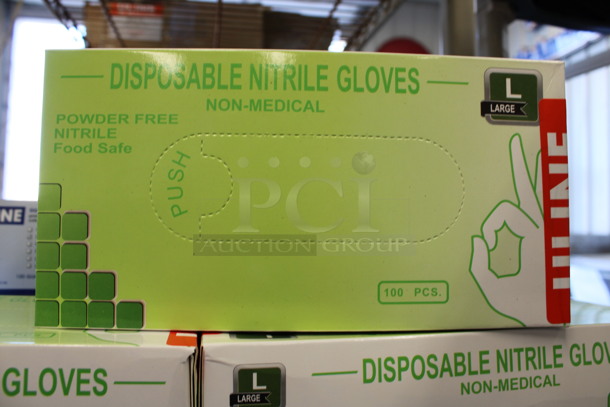 DISPOSABLE NITRILE GLOVES
NON-MEDICAL
L
LARGE
POWDER FREE
NITRILE
Food Safe
PUSH
PCI
AUCTION GROUP
100 PCS.
GLOVES
L
LARGE
DISPOSABLE NITRILE GLOV
NON-MEDICAL